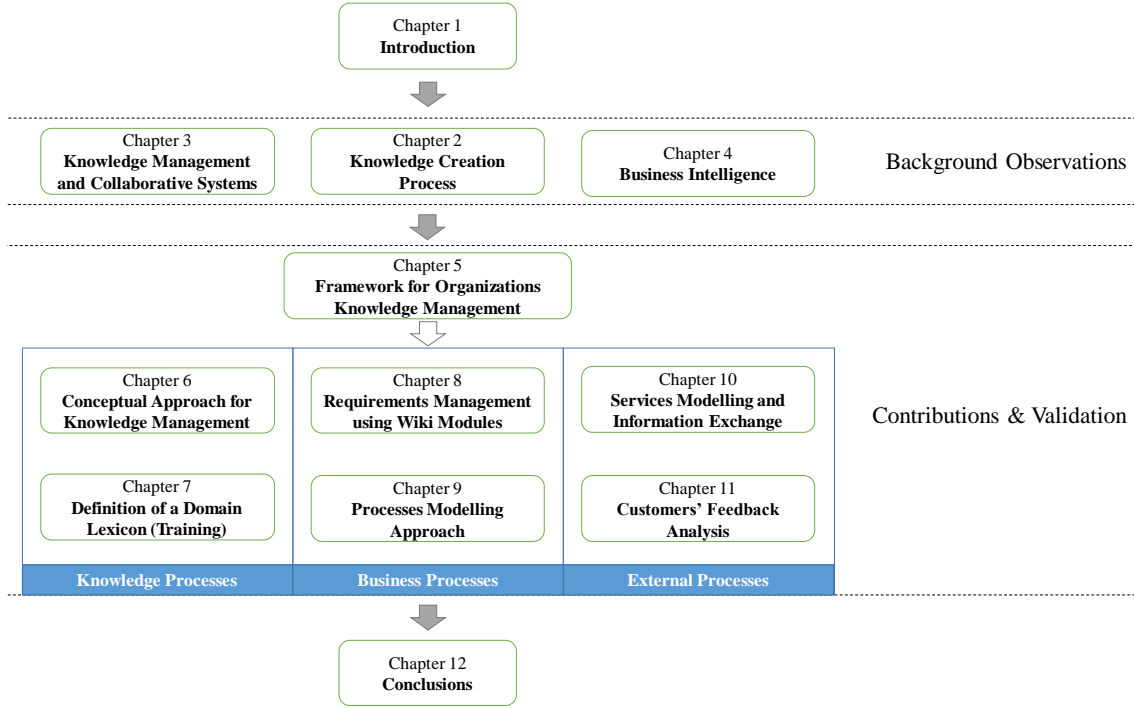 Chapter 1
Introduction
Chapter 3
Knowledge Management
and Collaborative Systems
Chapter 2
Knowledge Creation
Process
Chapter 4
Business Intelligence
Background Observations
Chapter 5
Framework for Organizations
Knowledge Management
Chapter 6
Conceptual Approach for
Knowledge Management
Chapter 8
Requirements Management
using Wiki Modules
Chapter 10
Services Modelling and
Information Exchange
Contributions & Validation
Chapter 7
Definition of a Domain
Lexicon (Training)
Chapter 9
Processes Modelling
Approach
Chapter 11
Customers’ Feedback
Analysis
Knowledge Processes
Business Processes
External Processes
Chapter 12
Conclusions